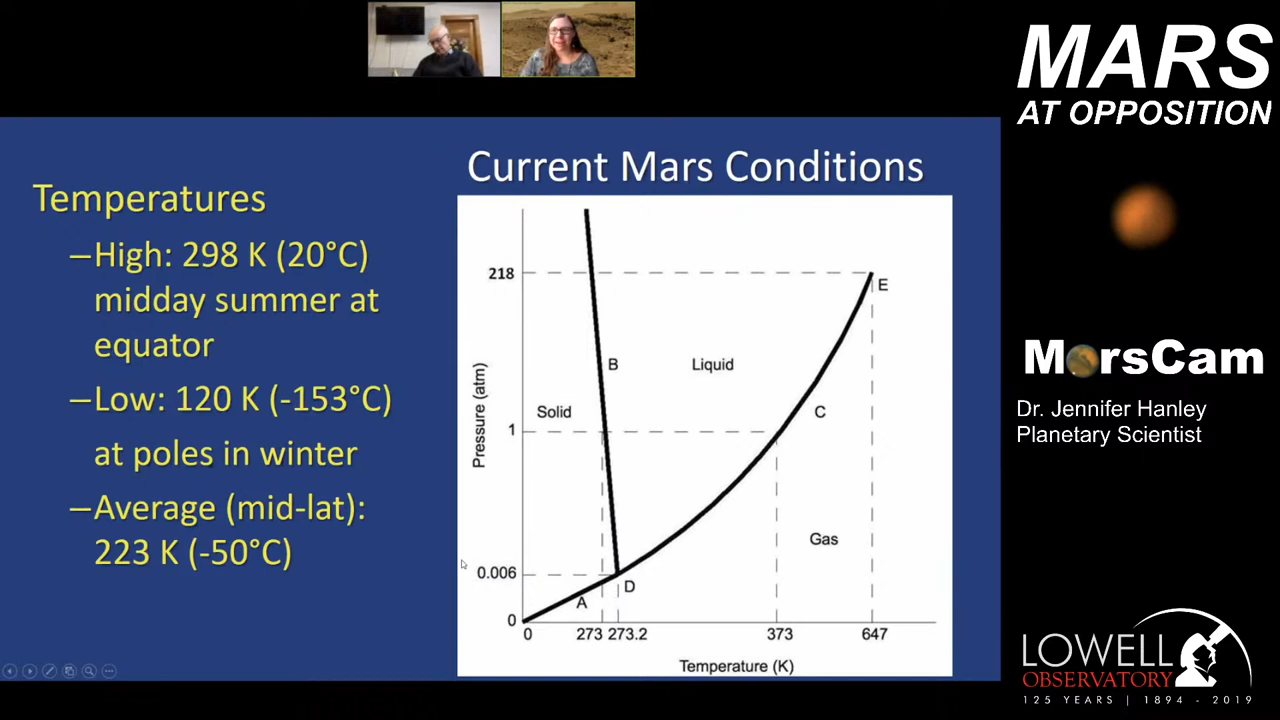 MARS
AT OPPOSITION
Current Mars Conditions
Temperatures
–High: 298 K (20°C)
midday summer at
equator
–Low: 120 K (-153°C)
at poles in winter
–Average (mid-lat):
223 K (-50°C)
Pressure (atm)
218
1
0.006
0
E
B
Liquid
Solid
C
Gas
D
A
0
273
273.2
373
647
Temperature (K)
MarsCam
Dr. Jennifer Hanley
Planetary Scientist
LOWELL
OBSERVATORY
125 YEARS | 1894 - 2019